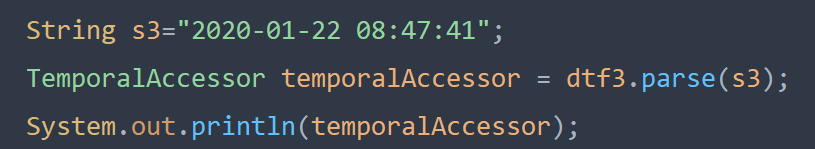 String s3="2020-01-22 08:47:41";
TemporalAccessor temporalAccessor = dtf3.parse(s3);
System.out.println(temporalAccessor);